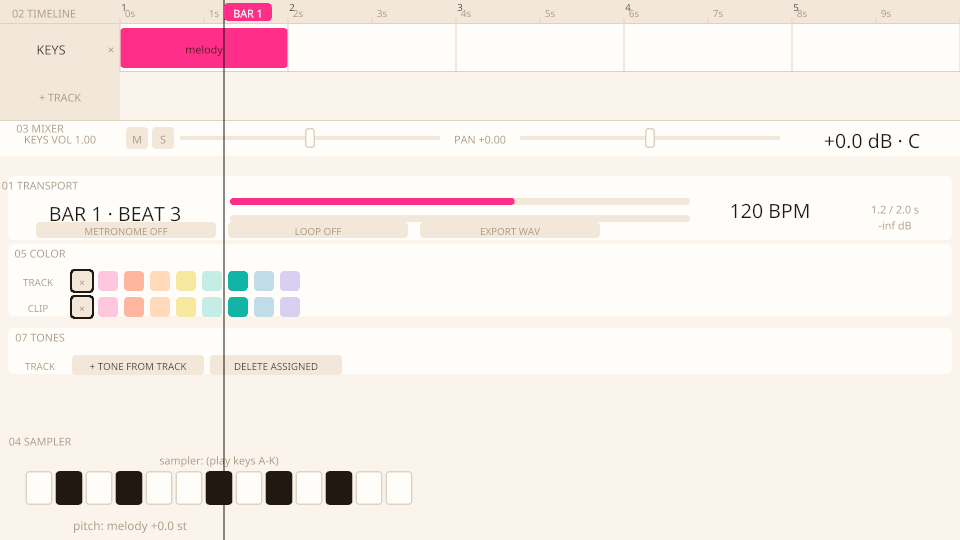 02 TIMELINE
1 2 3 4 5
0s 1s BAR 1 2s 3s 4s 5s 6s 8s 9s
KEYS × melody
+ TRACK
03 MIXER
KEYS VOL 1.00 M S PAN +0.00 +0.0 dB · C
01 TRANSPORT
BAR 1 · BEAT 3 120 BPM 1.2 / 2.0 s
METRONOME OFF LOOP OFF EXPORT WAV -inf dB
05 COLOR
TRACK ×
CLIP ×
07 TONES
TRACK + TONE FROM TRACK DELETE ASSIGNED
04 SAMPLER
sampler: (play keys A-K)
pitch: melody +0.0 st